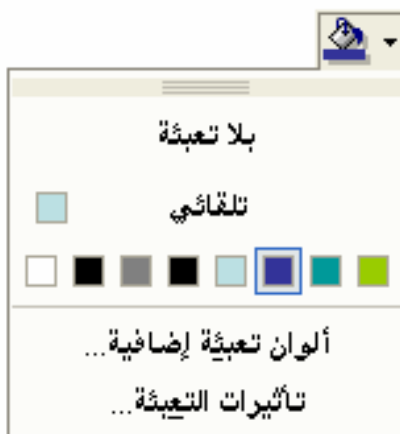 بلا تعبئة
تلقائي
ألوان تعبئة إضافية...
تأثيرات التعبئة...